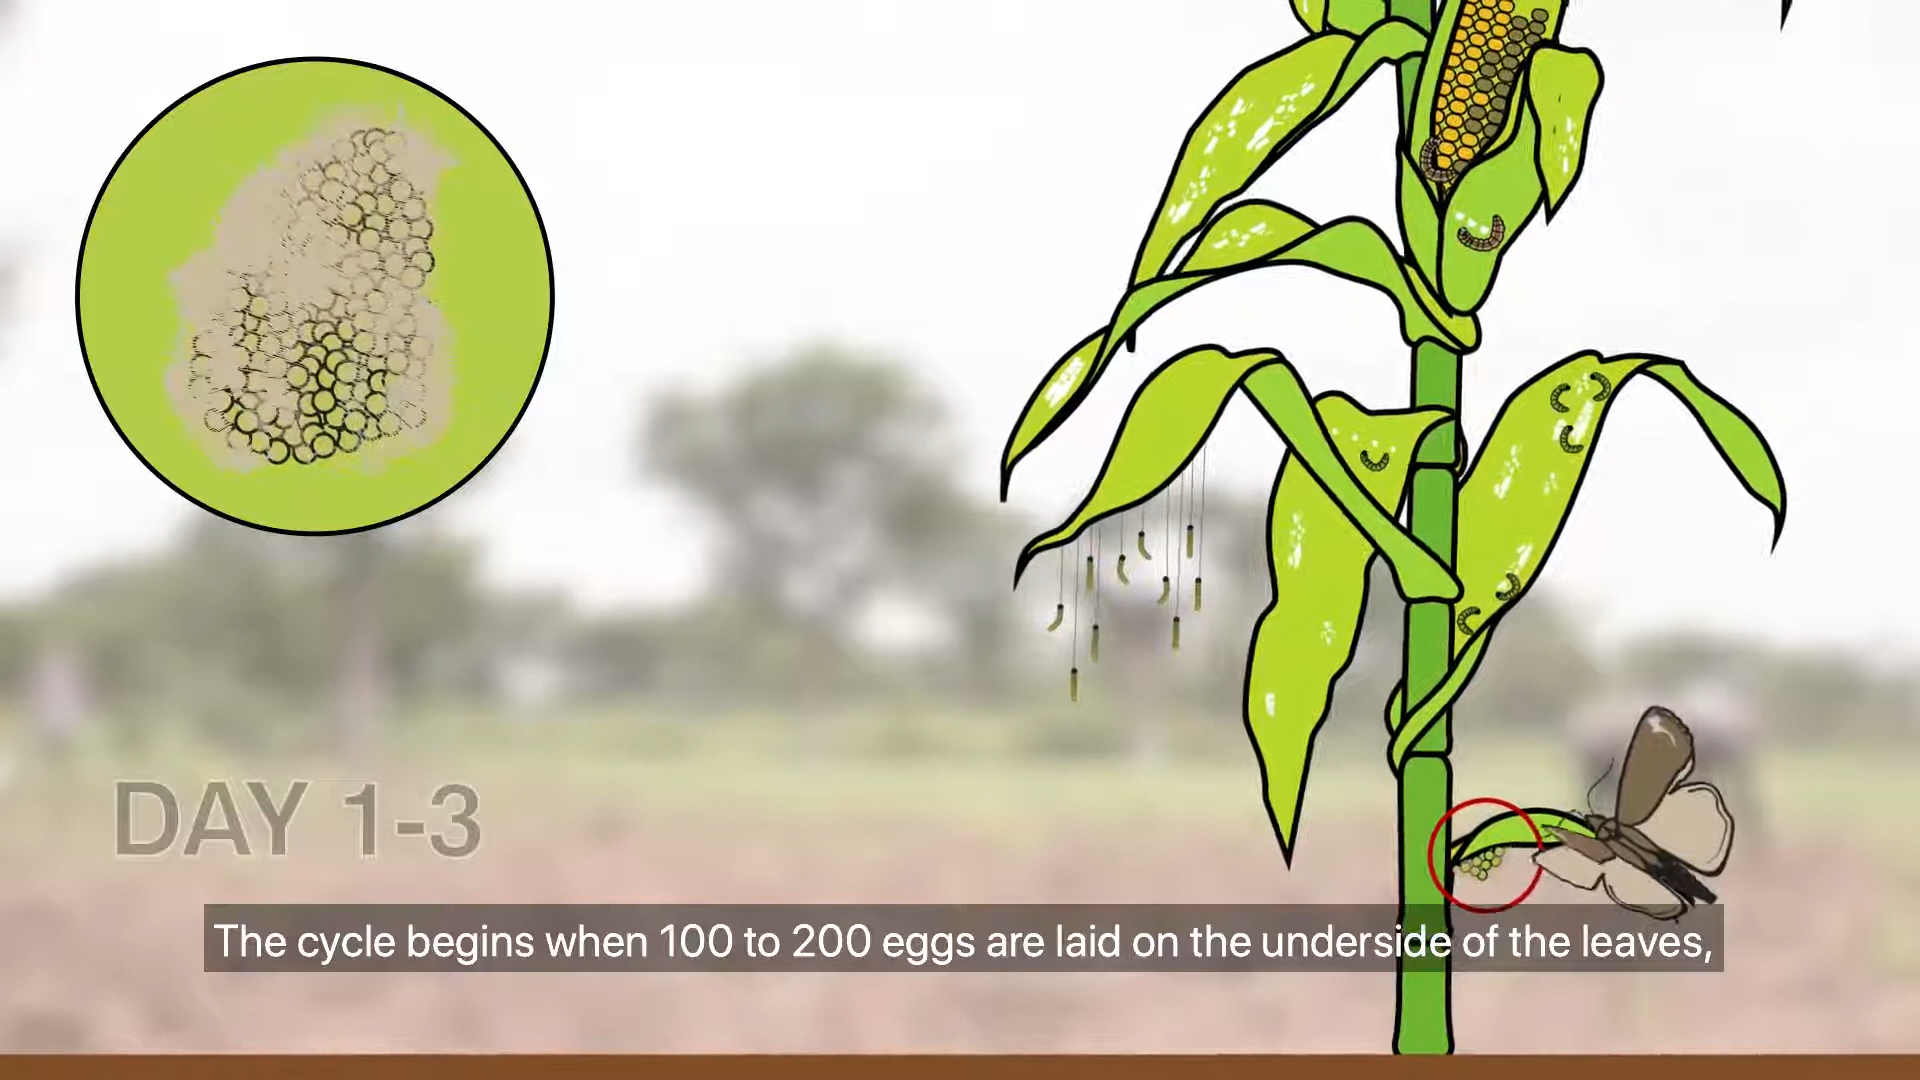 DAY 1-3
The cycle begins when 100 to 200 eggs are laid on the underside of the leaves,